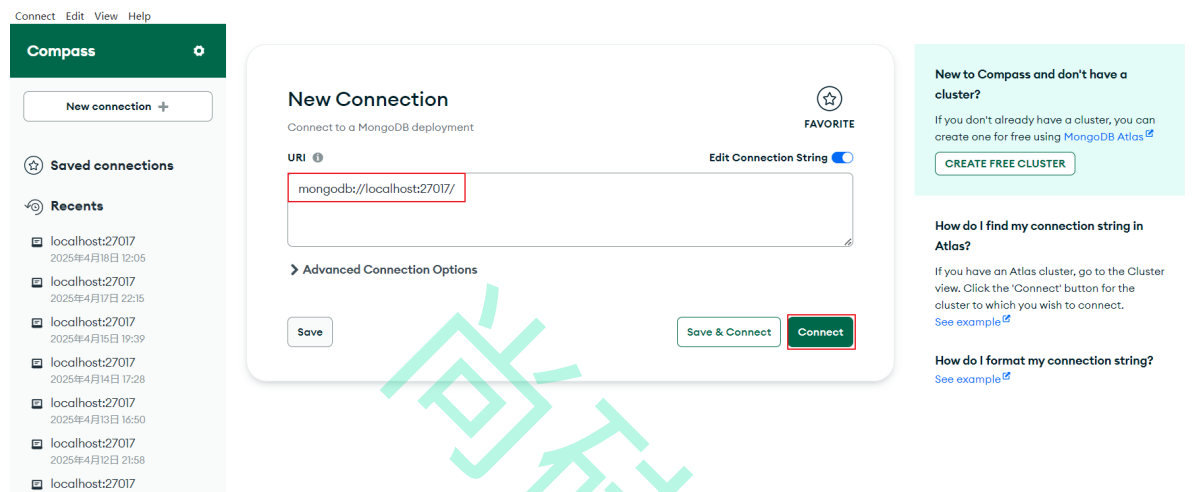 Connect Edit View Help
Compass
New connection
Saved connections
Recents
localhost:27017
2025年4月18日 12:05
localhost:27017
2025年4月17日 22:15
localhost:27017
2025年4月15日 19:39
localhost:27017
2025年4月14日 17:28
localhost:27017
2025年4月13日 16:50
localhost:27017
2025年4月12日 21:58
localhost:27017
New Connection
Connect to a MongoDB deployment
FAVORITE
URI
Edit Connection String
mongodb://localhost:27017/
Advanced Connection Options
Save
Save & Connect
Connect
New to Compass and don't have a
cluster?
If you don't already have a cluster, you can
create one for free using MongoDB Atlas
CREATE FREE CLUSTER
How do I find my connection string in
Atlas?
If you have an Atlas cluster, go to the Cluster
view. Click the 'Connect' button for the
cluster to which you wish to connect.
See example
How do I format my connection string?
See example
尚